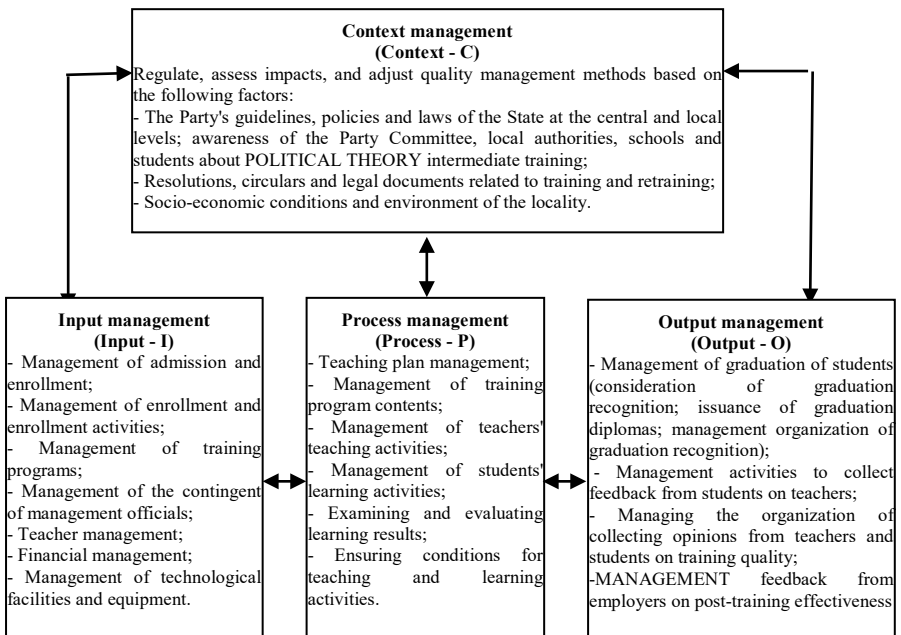 Context management
(Context - C)
Regulate, assess impacts, and adjust quality management methods based on
the following factors:
- The Party's guidelines, policies and laws of the State at the central and local
levels; awareness of the Party Committee, local authorities, schools and
students about POLITICAL THEORY intermediate training;
- Resolutions, circulars and legal documents related to training and retraining;
- Socio-economic conditions and environment of the locality.
Input management
(Input - I)
- Management of admission and
enrollment;
- Management of enrollment and
enrollment activities;
- Management of training
programs;
- Management of the contingent
of management officials;
- Teacher management;
- Financial management;
- Management of technological
facilities and equipment.
Process management
(Process - P)
- Teaching plan management;
- Management of training
program contents;
- Management of teachers'
teaching activities;
- Management of students'
learning activities;
- Examining and evaluating
learning results;
- Ensuring conditions for
teaching and learning
activities.
Output management
(Output - O)
- Management of graduation of students
(consideration of graduation
recognition; issuance of graduation
diplomas; management organization of
graduation recognition);
- Management activities to collect
feedback from students on teachers;
- Managing the organization of
collecting opinions from teachers and
students on training quality;
-MANAGEMENT feedback from
employers on post-training effectiveness